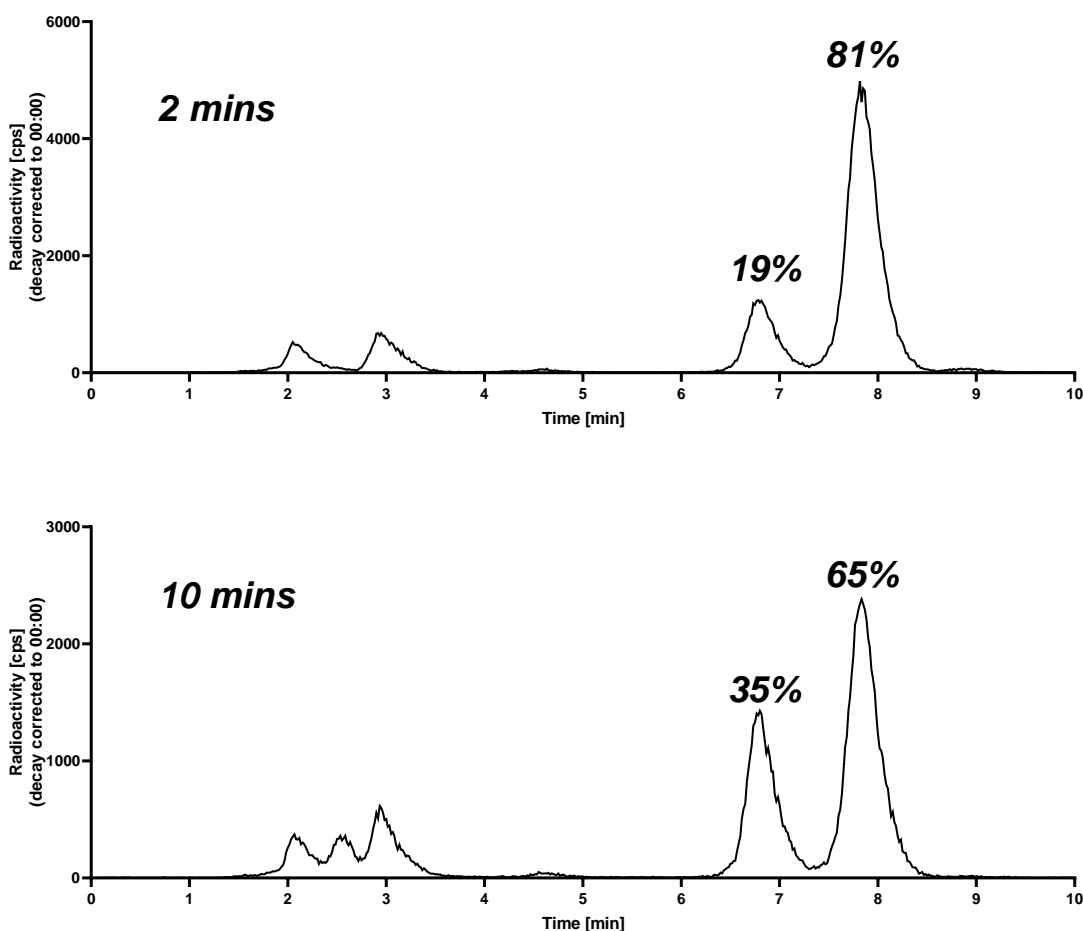 6000
81%
2 mins
4000
Radioactivity [cps]
(decay corrected to 00:00)
2000
19%
0
0 1 2 3 4 5 6 7 8 9 10
Time [min]
3000
65%
10 mins
2000
Radioactivity [cps]
(decay corrected to 00:00)
35%
1000
0
0 1 2 3 4 5 6 7 8 9 10
Time [min]